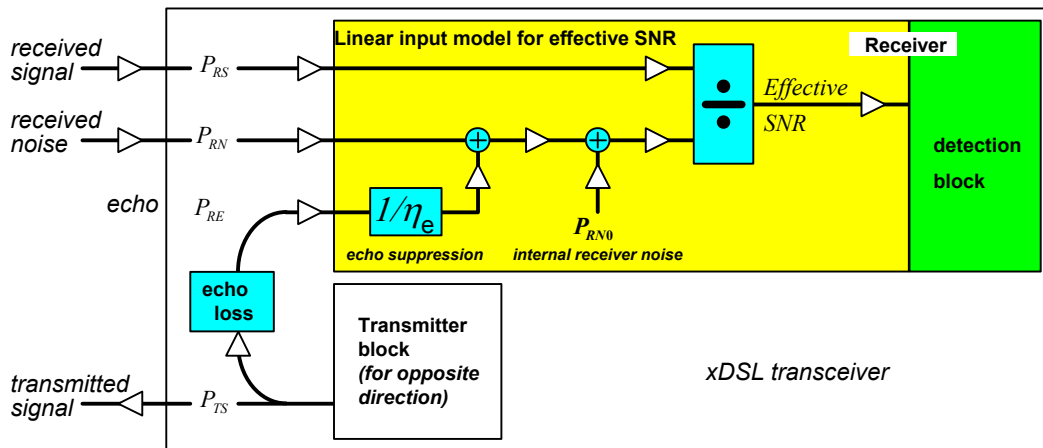 received
signal
P_RS
Linear input model for effective SNR
Receiver
received
noise
P_RN
+
+
÷
Effective
SNR
detection
block
echo
P_RE
1/η_e
echo suppression
P_RN0
internal receiver noise
echo
loss
Transmitter
block
(for opposite
direction)
xDSL transceiver
transmitted
signal
P_TS